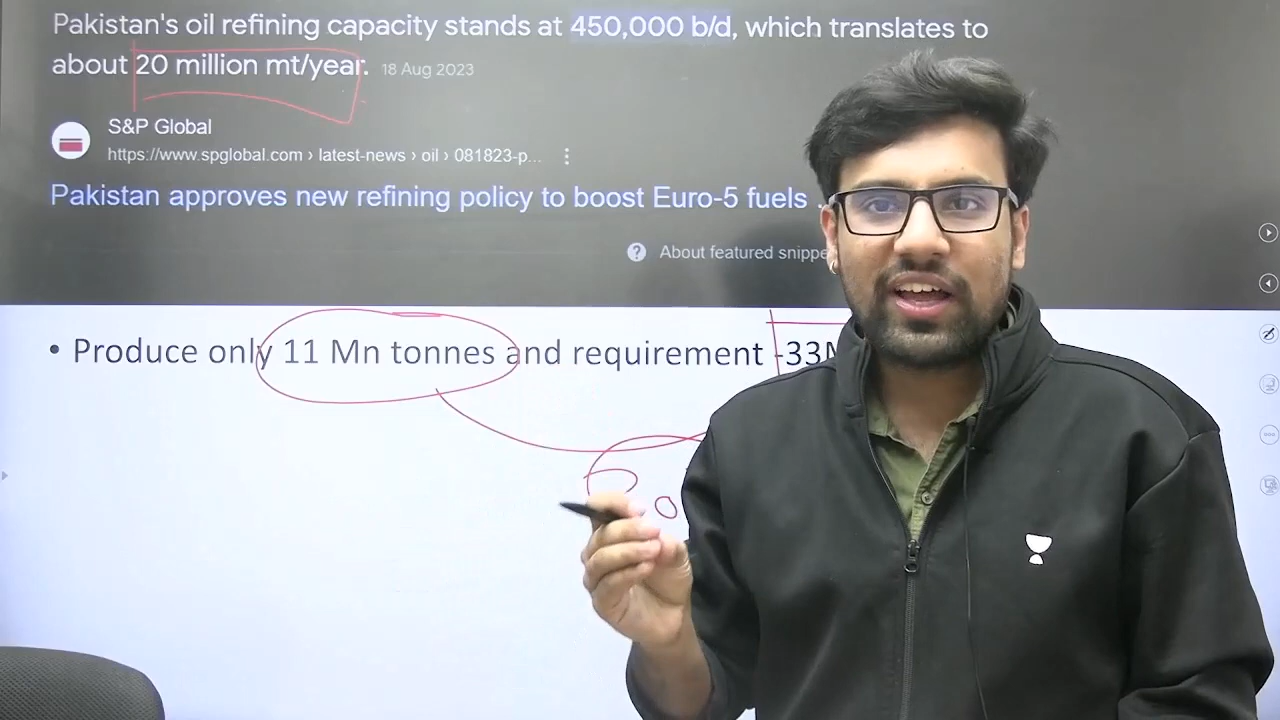 Pakistan's oil refining capacity stands at 450,000 b/d, which translates to
about 20 million mt/year. 18 Aug 2023
S&P Global
https://www.spglobal.com › latest-news › oil › 081823-p...
Pakistan approves new refining policy to boost Euro-5 fuels ..
? About featured snippe
• Produce only 11 Mn tonnes and requirement -33M